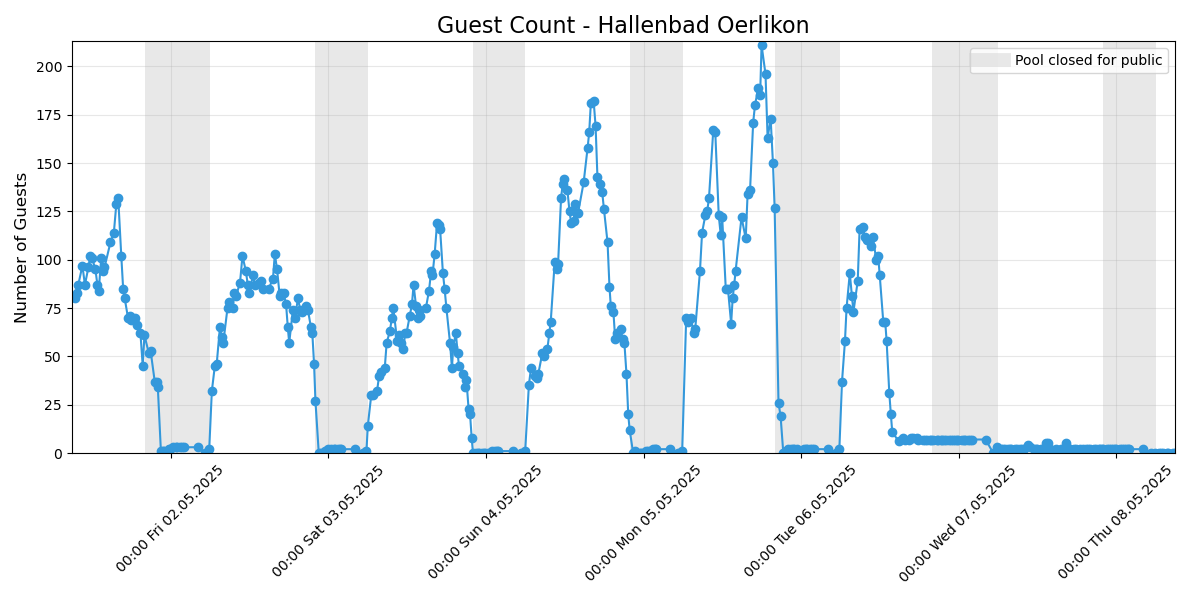 Guest Count - Hallenbad Oerlikon
Pool closed for public
Number of Guests
200
175
150
125
100
75
50
25
0
00:00 Fri 02.05.2025
00:00 Sat 03.05.2025
00:00 Sun 04.05.2025
00:00 Mon 05.05.2025
00:00 Tue 06.05.2025
00:00 Wed 07.05.2025
00:00 Thu 08.05.2025